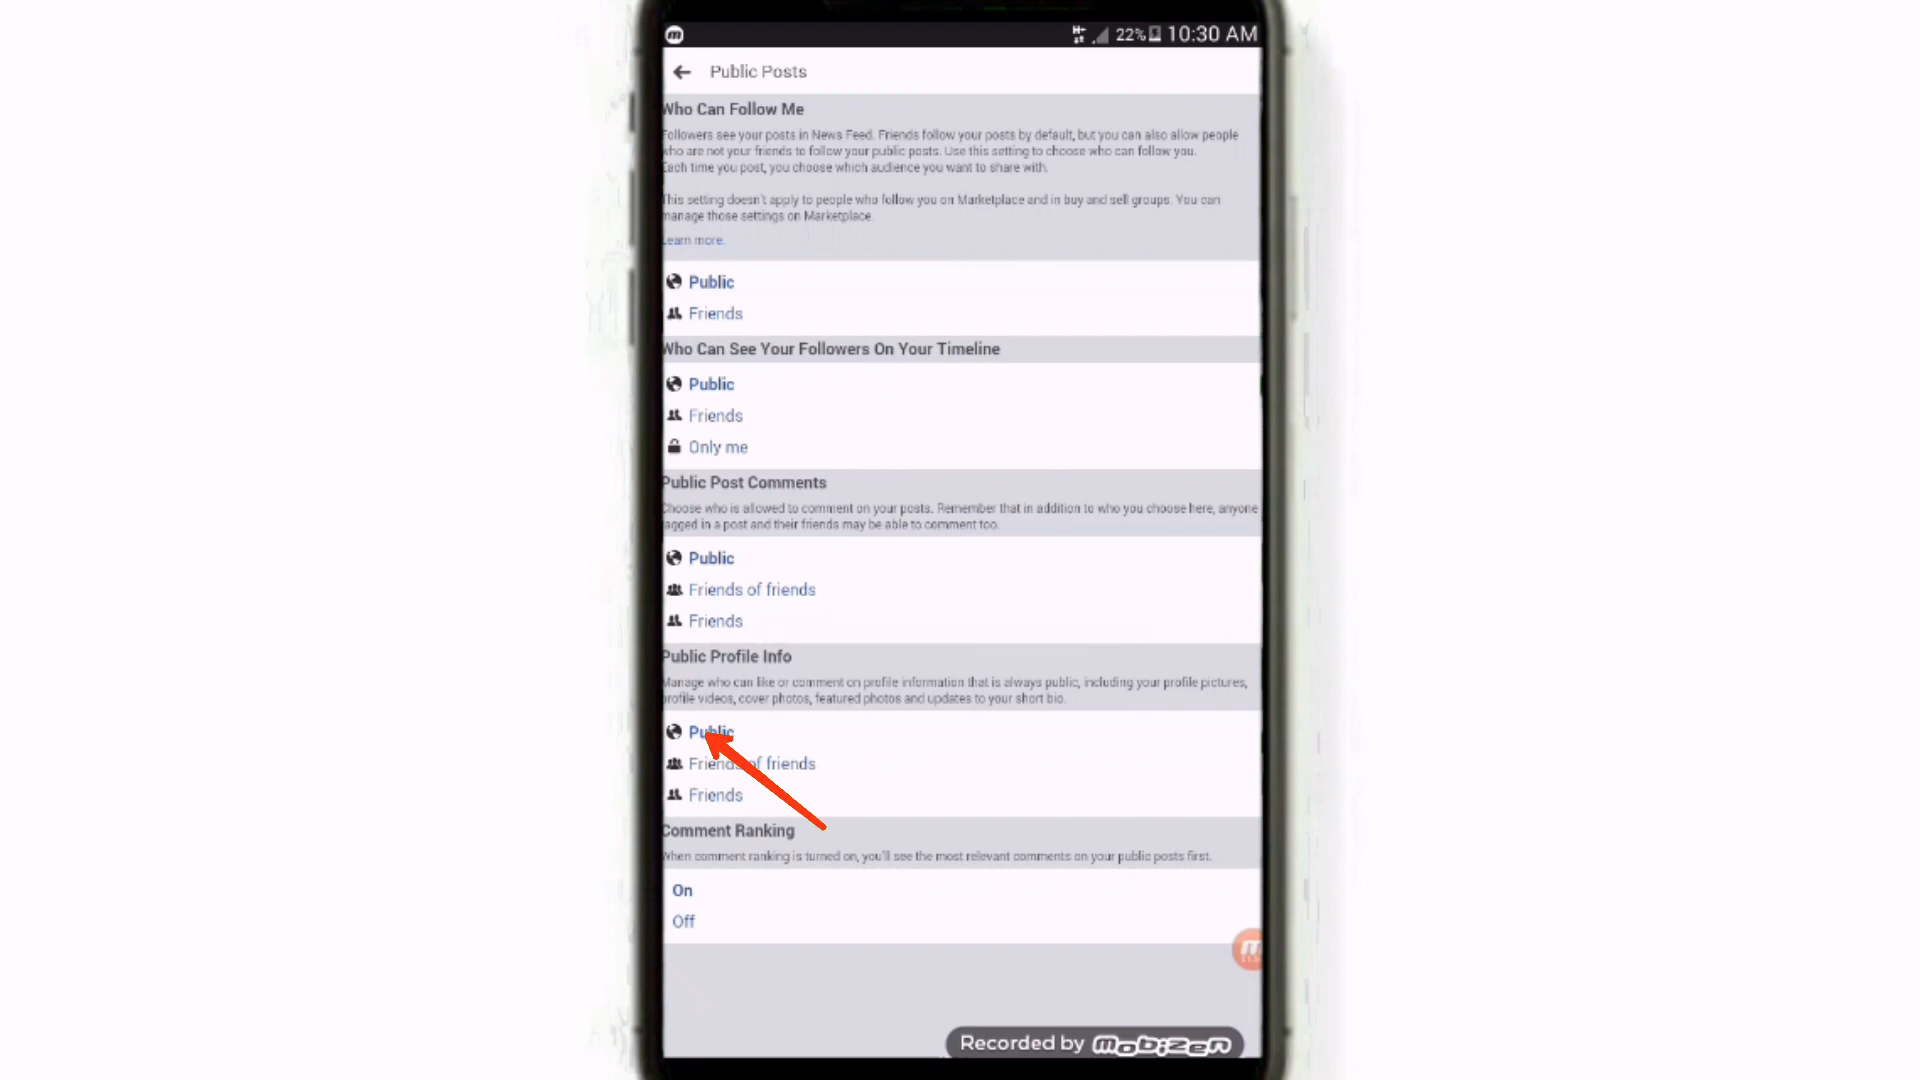 22% 10:30 AM
Public Posts
Who Can Follow Me
Followers see your posts in News Feed. Friends follow your posts by default, but you can also allow people
who are not your friends to follow your public posts. Use this setting to choose who can follow you.
Each time you post, you choose which audience you want to share with.
This setting doesn't apply to people who follow you on Marketplace and in buy and sell groups. You can
manage those settings on Marketplace.
Learn more.
Public
Friends
Who Can See Your Followers On Your Timeline
Public
Friends
Only me
Public Post Comments
Choose who is allowed to comment on your posts. Remember that in addition to who you choose here, anyone
tagged in a post and their friends may be able to comment too.
Public
Friends of friends
Friends
Public Profile Info
Manage who can like or comment on profile information that is always public, including your profile pictures,
profile videos, cover photos, featured photos and updates to your short bio.
Public
Friends of friends
Friends
Comment Ranking
When comment ranking is turned on, you'll see the most relevant comments on your public posts first.
On
Off
Recorded by mobizen